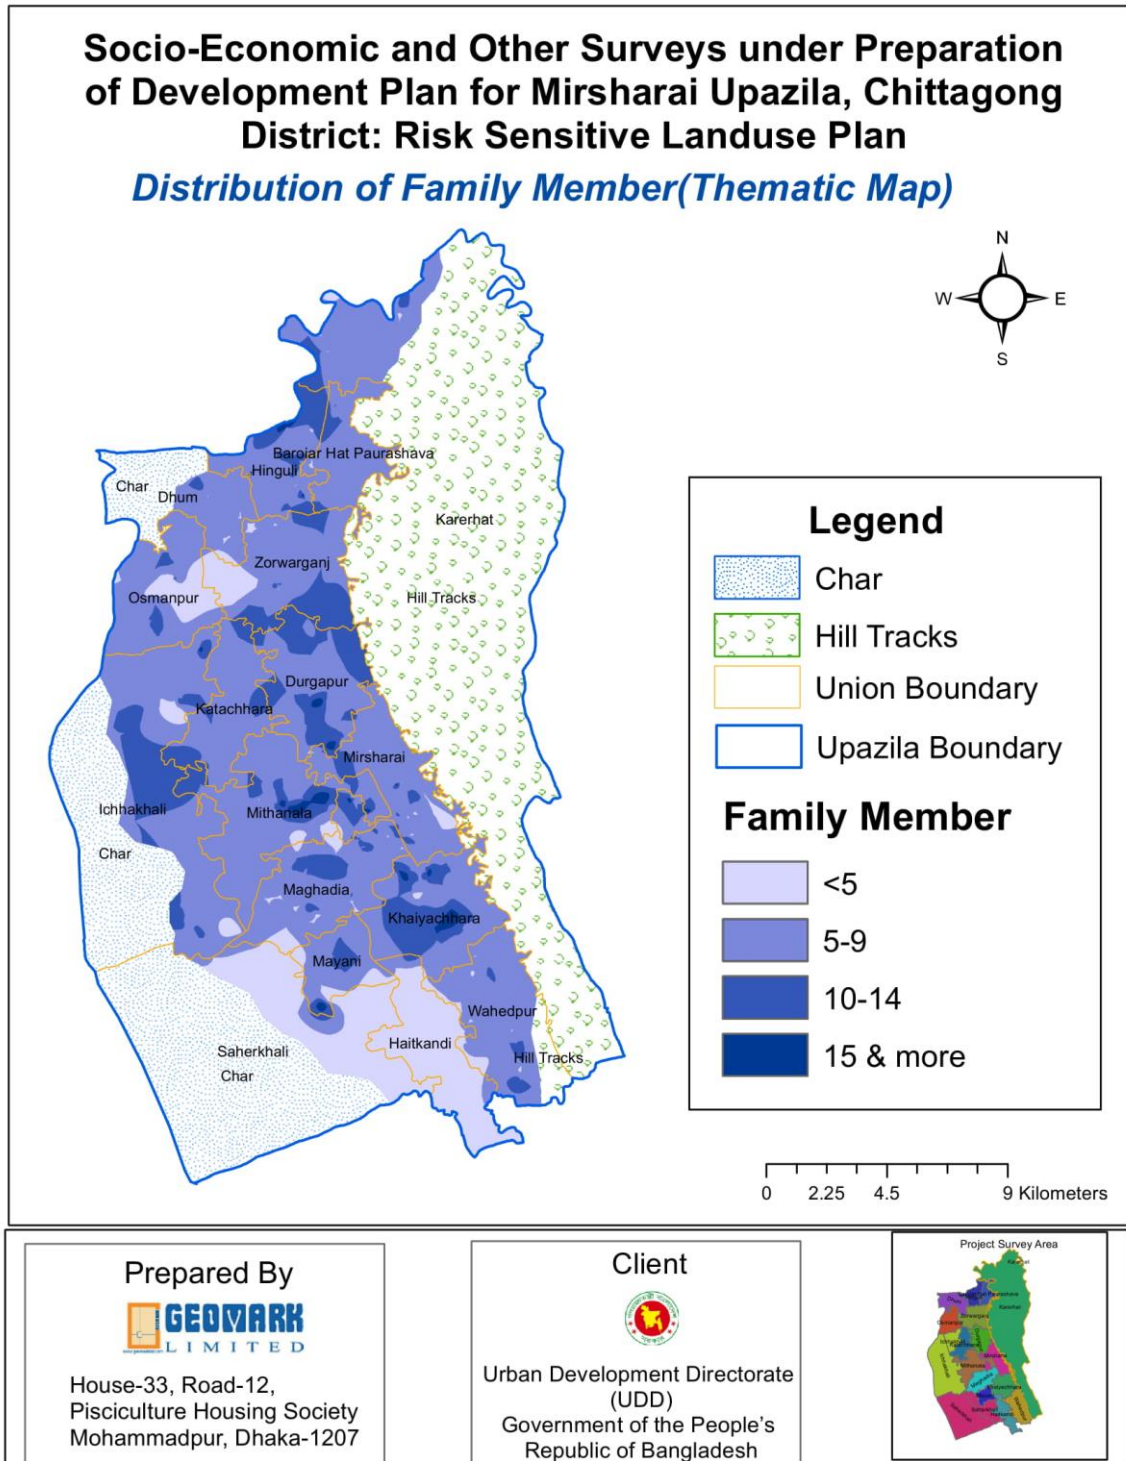 Socio-Economic and Other Surveys under Preparation
of Development Plan for Mirsharai Upazila, Chittagong
District: Risk Sensitive Landuse Plan
Distribution of Family Member(Thematic Map)
N
W E
S
Baroiar Hat Paurashava
Hinguli
Char
Dhum
Karerhat
Zorwarganj
Hill Tracks
Osmanpur
Durgapur
Katachhara
Mirsharai
Ichhakhali
Mithanala
Char
Maghadia
Khaiyachhara
Mayani
Wahedpur
Haitkandi
Saherkhali
Hill Tracks
Char
Legend
Char
Hill Tracks
Union Boundary
Upazila Boundary
Family Member
<5
5-9
10-14
15 & more
0 2.25 4.5 9 Kilometers
Prepared By
GEOMARK
LIMITED
House-33, Road-12,
Pisciculture Housing Society
Mohammadpur, Dhaka-1207
Client
Urban Development Directorate
(UDD)
Government of the People's
Republic of Bangladesh
Project Survey Area